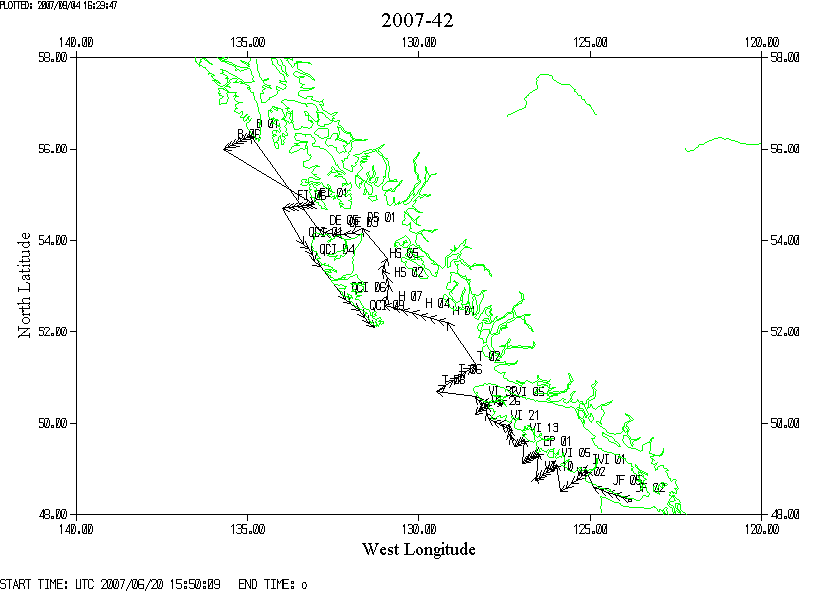 PLOTTED: 2007/09/04 16:29:47
2007-42
140.00 135.00 130.00 125.00 120.00
58.00 58.00
B 01
56.00 56.00
FI 01
DS 01
54.00 54.00
QCI 04
HS 05
HS 02
QCI 06
H 07
QCI 09
H 04
H 01
52.00 52.00
T 02
VI 05
VI 21
50.00 50.00
VI 13
EP 01
VI 05
JF 05
JF 02
48.00 48.00
140.00 135.00 130.00 125.00 120.00
North Latitude
West Longitude
START TIME: UTC 2007/06/20 15:50:09 END TIME: o